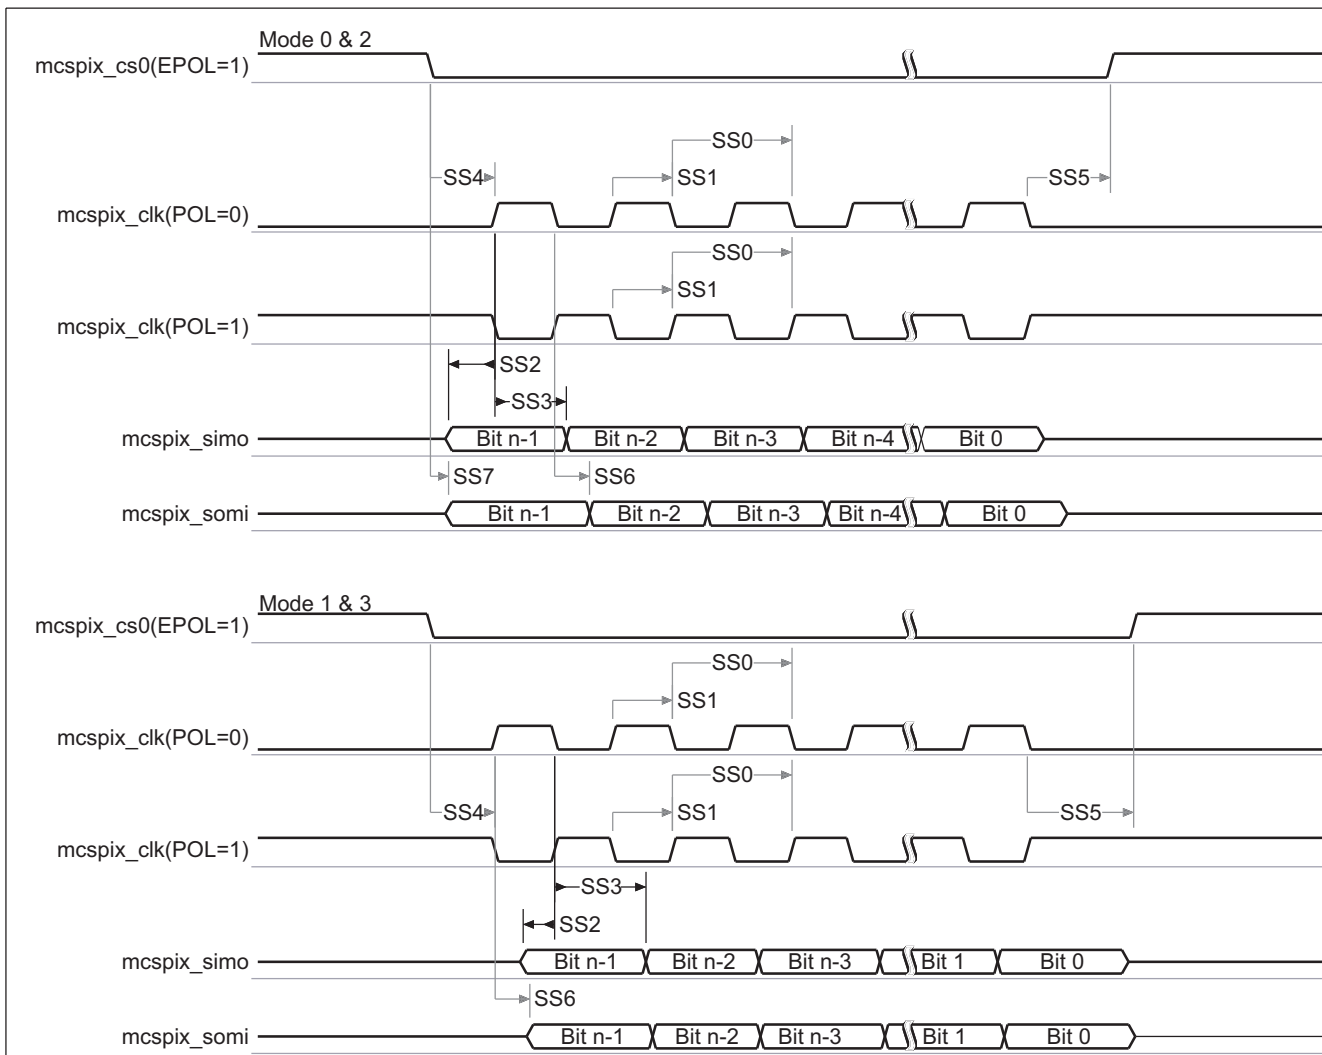 Mode 0 & 2
mcspix_cs0(EPOL=1)
SS0
SS4
SS1
SS5
mcspix_clk(POL=0)
SS0
SS1
mcspix_clk(POL=1)
SS2
SS3
mcspix_simo
Bit n-1 Bit n-2 Bit n-3 Bit n-4 Bit 0
SS7
SS6
mcspix_somi
Bit n-1 Bit n-2 Bit n-3 Bit n-4 Bit 0
Mode 1 & 3
mcspix_cs0(EPOL=1)
SS0
SS1
mcspix_clk(POL=0)
SS0
SS4
SS1
SS5
mcspix_clk(POL=1)
SS3
SS2
mcspix_simo
Bit n-1 Bit n-2 Bit n-3 Bit 1 Bit 0
SS6
mcspix_somi
Bit n-1 Bit n-2 Bit n-3 Bit 1 Bit 0